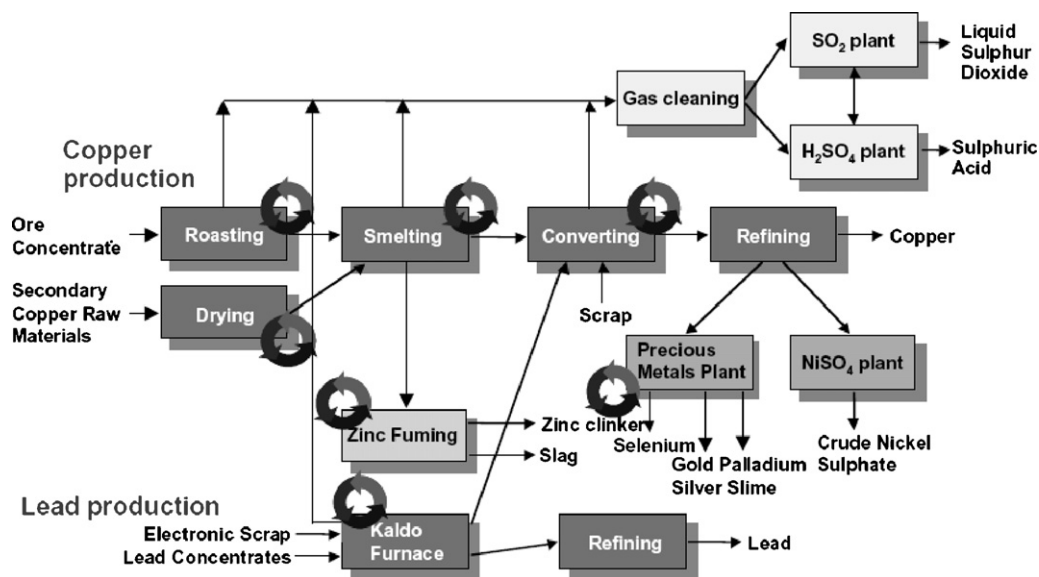 SO₂ plant
Liquid
Sulphur
Dioxide
Gas cleaning
H₂SO₄ plant
Sulphuric
Acid
Copper
production
Ore
Concentrate
Roasting
Smelting
Converting
Refining
Copper
Secondary
Copper Raw
Materials
Drying
Scrap
Precious
Metals Plant
NiSO₄ plant
Zinc Fuming
Zinc clinker
Slag
Selenium
Gold Palladium
Silver Slime
Crude Nickel
Sulphate
Lead production
Electronic Scrap
Lead Concentrates
Kaldo
Furnace
Refining
Lead